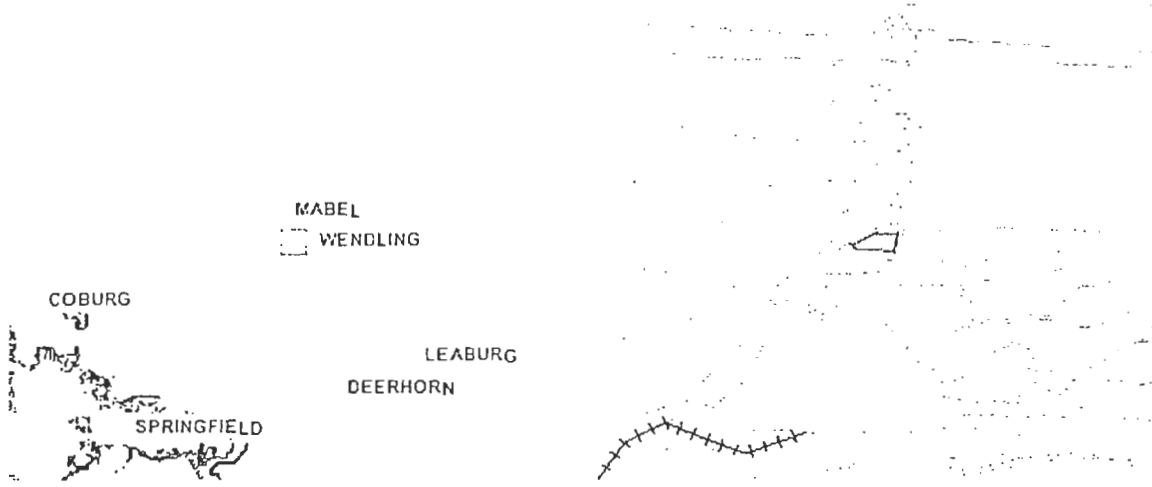 MABEL
WENDLING
COBURG
LEABURG
DEERHORN
SPRINGFIELD